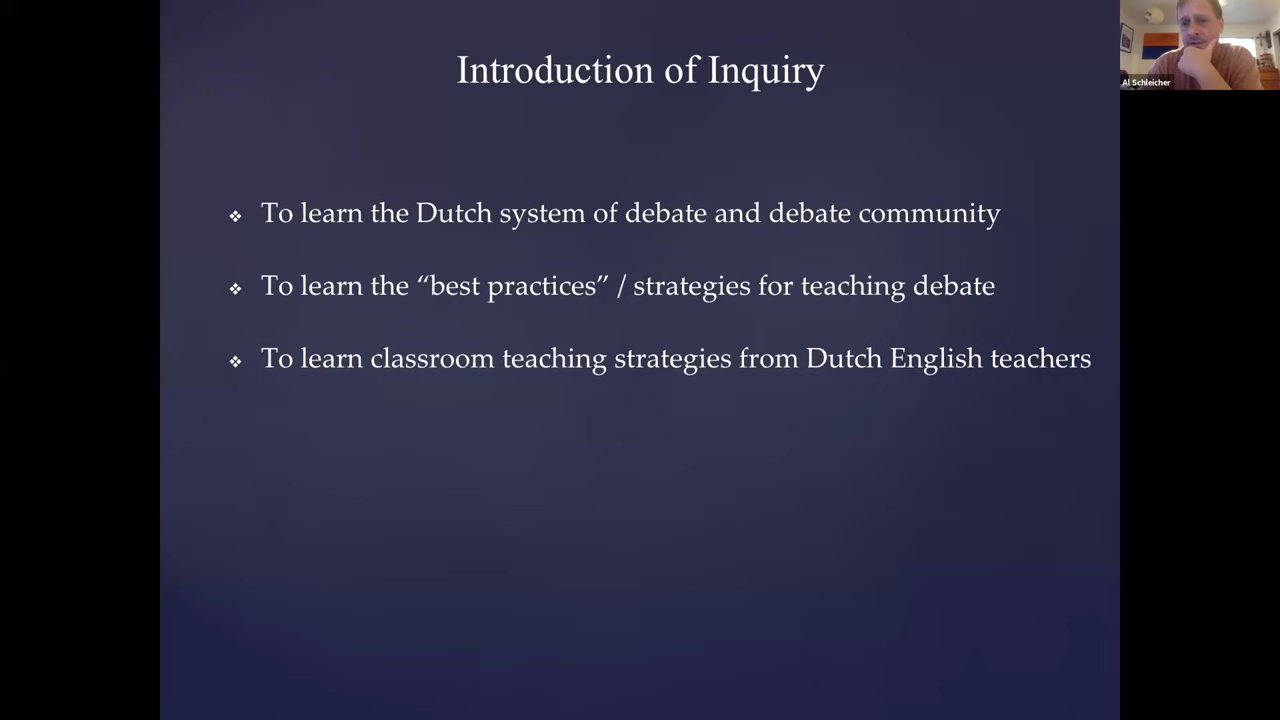 Introduction of Inquiry
Al Schleicher
❖ To learn the Dutch system of debate and debate community
❖ To learn the “best practices” / strategies for teaching debate
❖ To learn classroom teaching strategies from Dutch English teachers